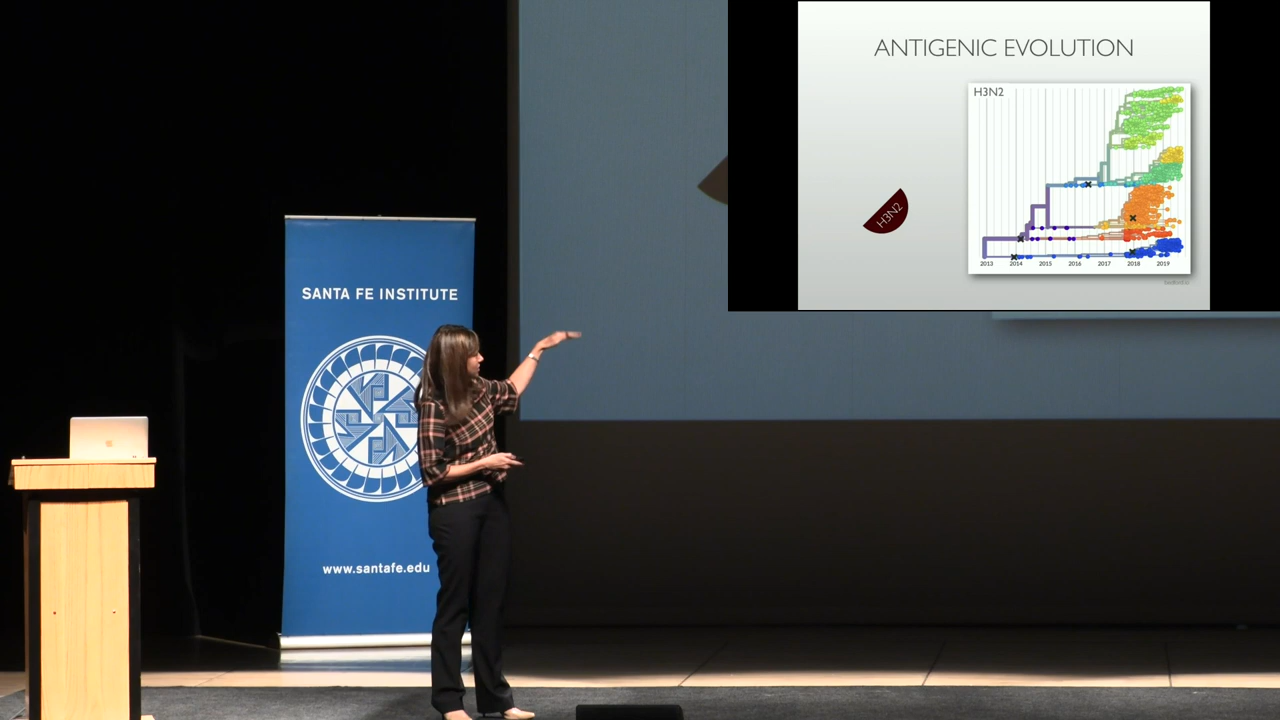 ANTIGENIC EVOLUTION
H3N2
H3N2
2013 2014 2015 2016 2017 2018 2019
SANTA FE INSTITUTE
www.santafe.edu